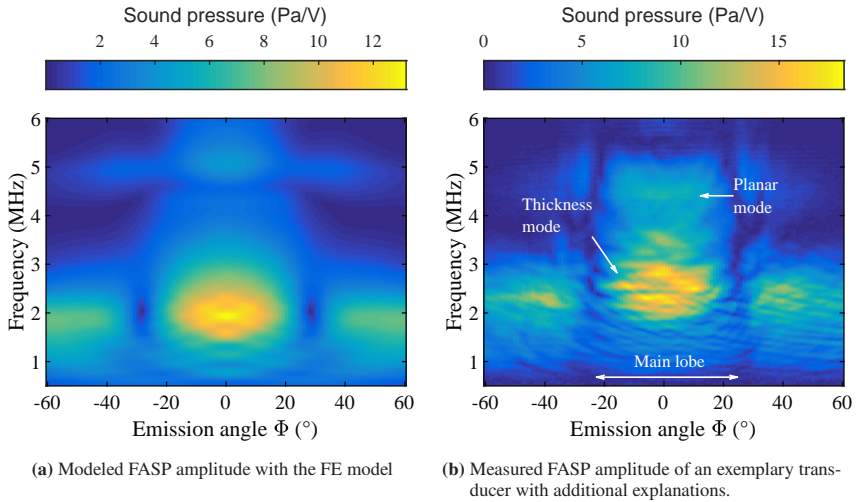 Sound pressure (Pa/V)
2 4 6 8 10 12
6
5
4
3
2
1
Frequency (MHz)
-60 -40 -20 0 20 40 60
Emission angle Φ (°)
(a) Modeled FASP amplitude with the FE model
Sound pressure (Pa/V)
0 5 10 15
6
5
4
3
2
1
Frequency (MHz)
Planar
mode
Thickness
mode
Main lobe
-60 -40 -20 0 20 40 60
Emission angle Φ (°)
(b) Measured FASP amplitude of an exemplary trans-
ducer with additional explanations.